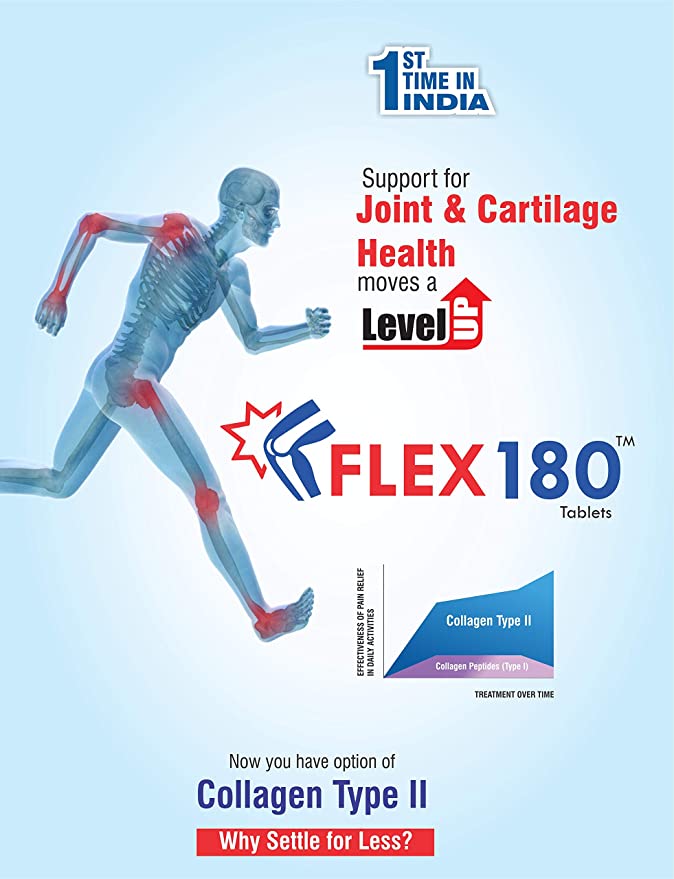 1ST
TIME IN
INDIA
Support for
Joint & Cartilage
Health
moves a
Level UP
FLEX 180™
Tablets
EFFECTIVENESS OF PAIN RELIEF
IN DAILY ACTIVITIES
Collagen Type II
Collagen Peptides (Type I)
TREATMENT OVER TIME
Now you have option of
Collagen Type II
Why Settle for Less?